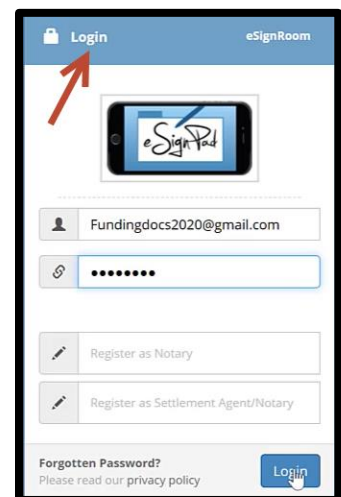 Login eSignRoom
eSignPad
Fundingdocs2020@gmail.com
••••••••
Register as Notary
Register as Settlement Agent/Notary
Forgotten Password?
Please read our privacy policy
Login